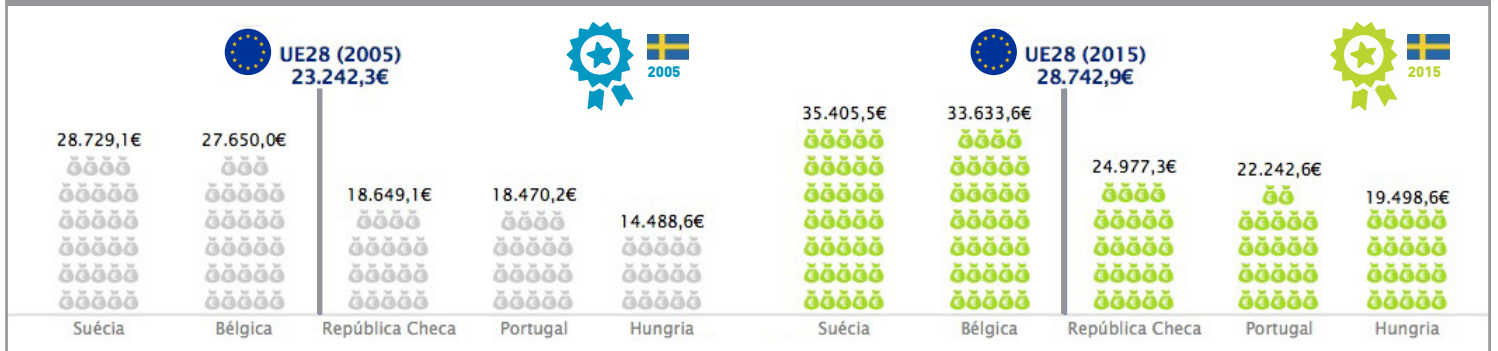 UE28 (2005)
23.242,3€
2005
28.729,1€
27.650,0€
18.649,1€
18.470,2€
14.488,6€
Suécia
Bélgica
República Checa
Portugal
Hungria
UE28 (2015)
28.742,9€
2015
35.405,5€
33.633,6€
24.977,3€
22.242,6€
19.498,6€
Suécia
Bélgica
República Checa
Portugal
Hungria